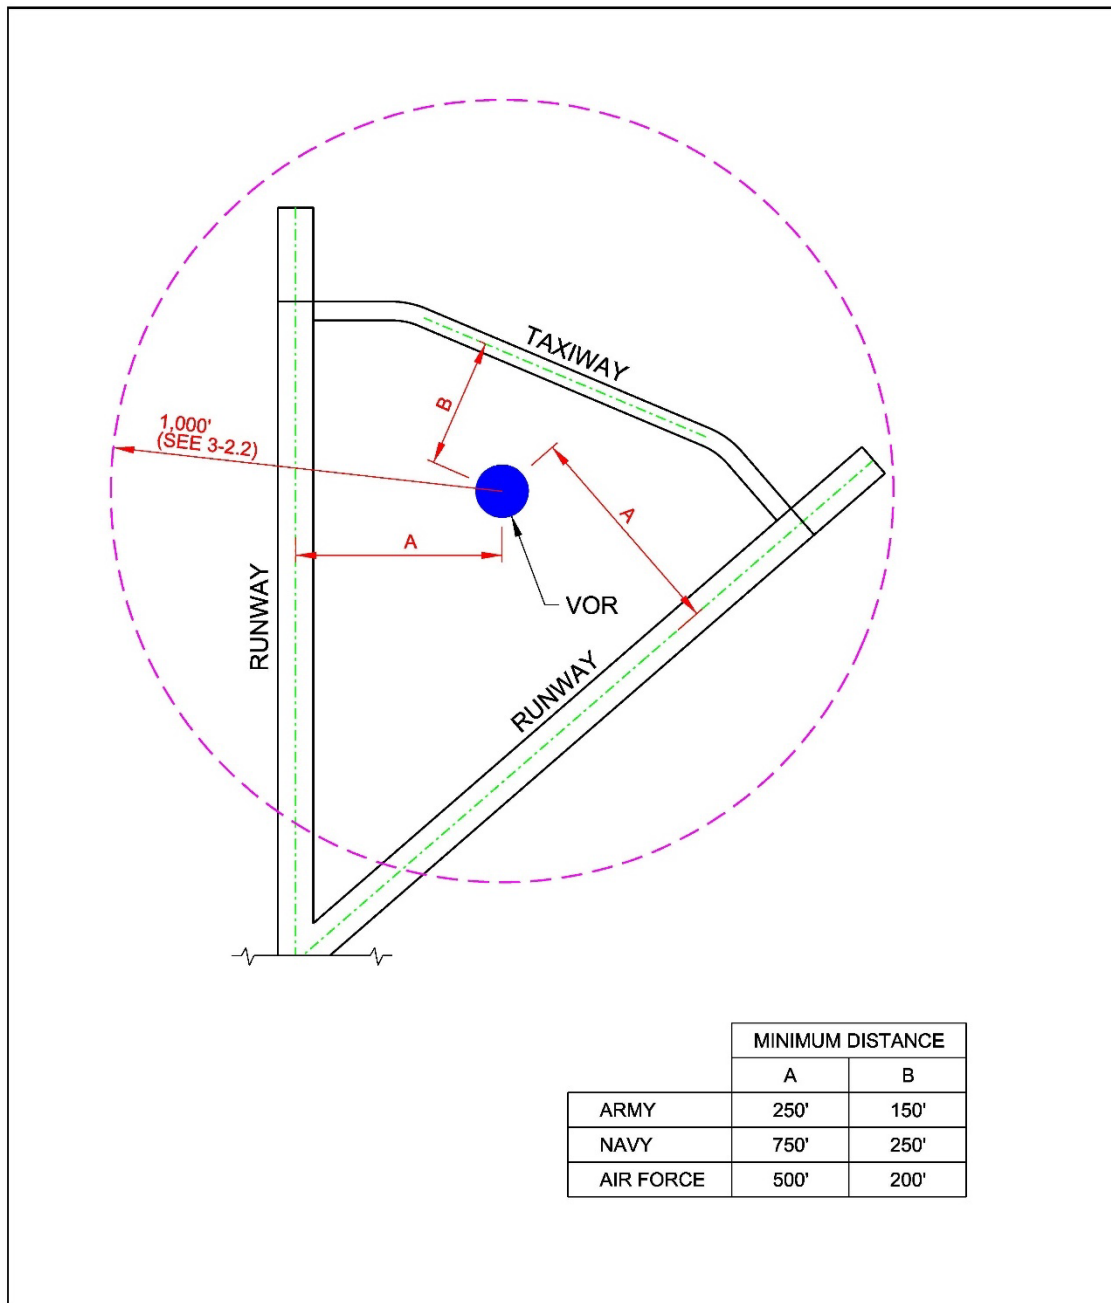 TAXIWAY
B
1,000'
(SEE 3-2.2)
A
A
VOR
RUNWAY
RUNWAY
MINIMUM DISTANCE
A B
ARMY 250' 150'
NAVY 750' 250'
AIR FORCE 500' 200'